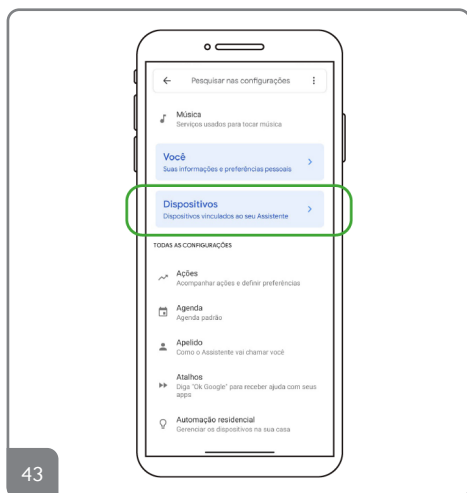 Pesquisar nas configurações
Música
Serviços usados para tocar música
Você
Suas informações e preferências pessoais
Dispositivos
Dispositivos vinculados ao seu Assistente
TODAS AS CONFIGURAÇÕES
Ações
Acompanhar ações e definir preferências
Agenda
Agenda padrão
Apelido
Como o Assistente vai chamar você
Atalhos
Diga "Ok Google" para receber ajuda com seus
apps
Automação residencial
Gerenciar os dispositivos na sua casa
43